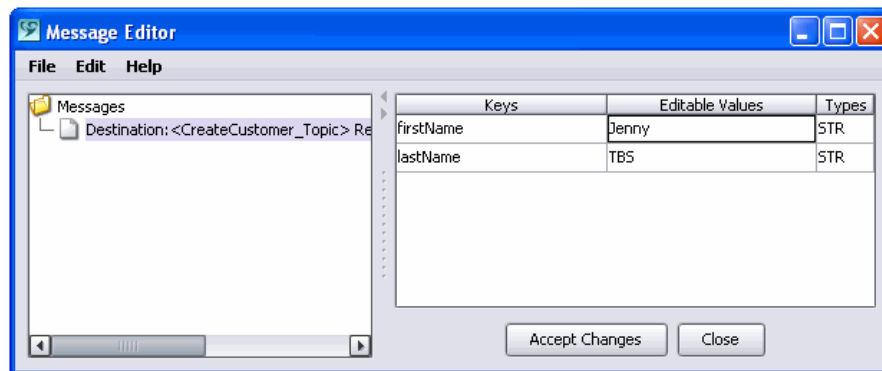 Message Editor
File Edit Help
Messages
Destination: <CreateCustomer_Topic> Re
Keys Editable Values Types
firstName Jenny STR
lastName TBS STR
Accept Changes Close